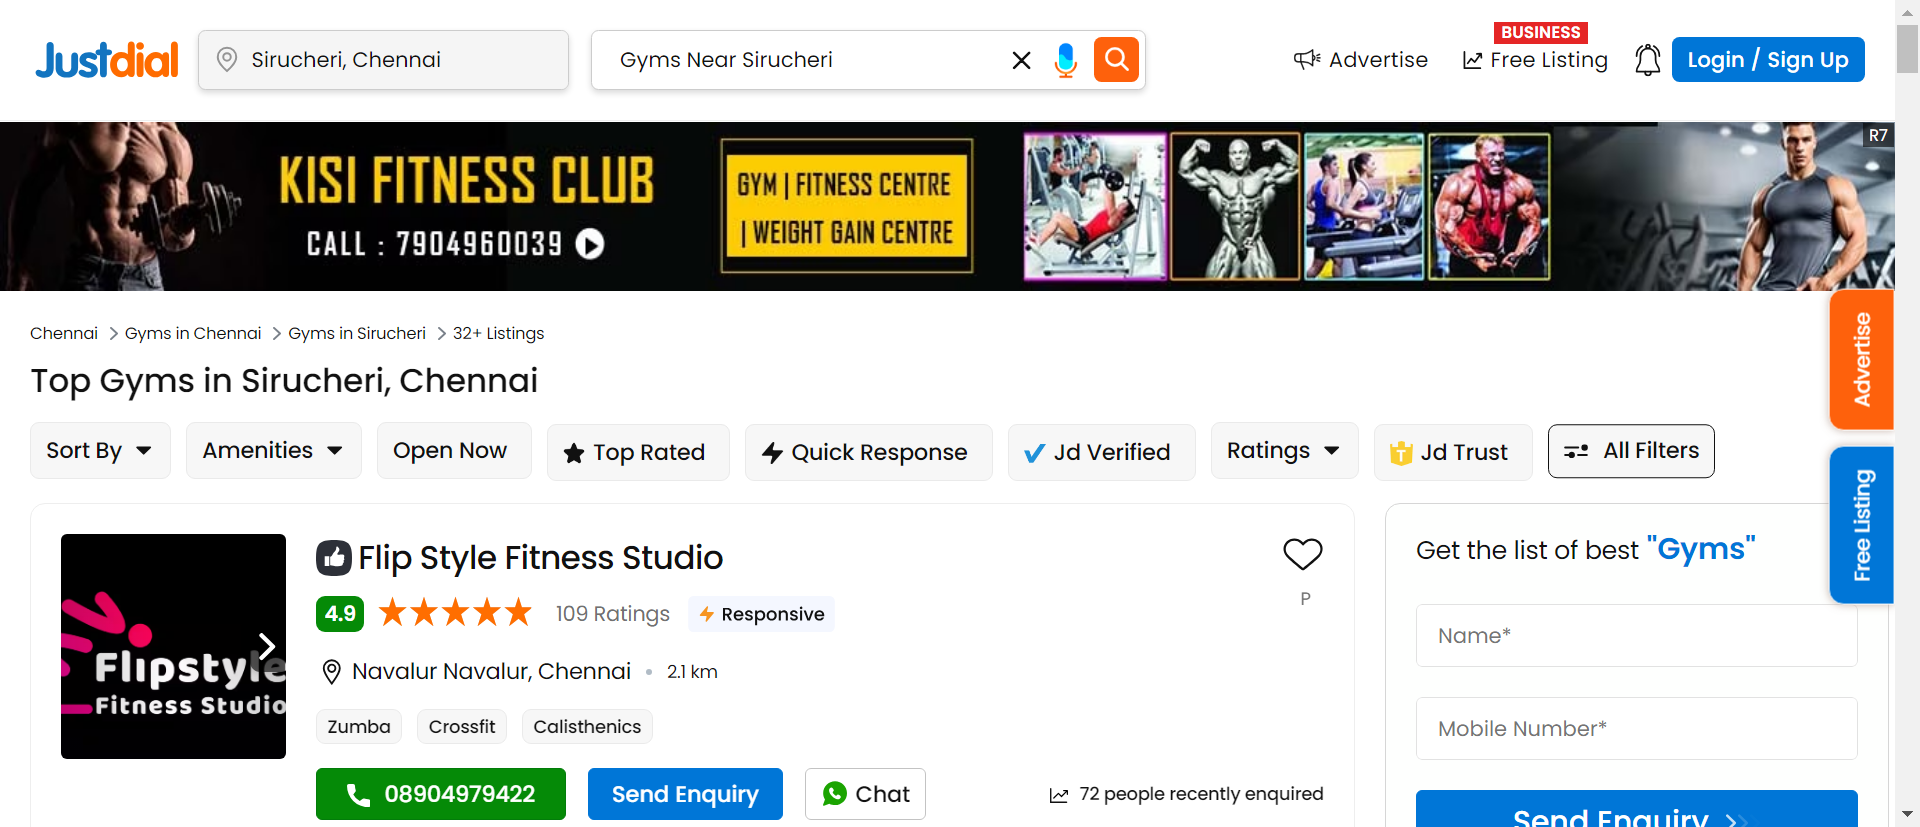 Justdial
Sirucheri, Chennai
Gyms Near Sirucheri
Advertise
BUSINESS
Free Listing
Login / Sign Up
KISI FITNESS CLUB
CALL : 7904960039
GYM | FITNESS CENTRE
| WEIGHT GAIN CENTRE
R7
Chennai > Gyms in Chennai > Gyms in Sirucheri > 32+ Listings
Top Gyms in Sirucheri, Chennai
Sort By
Amenities
Open Now
Top Rated
Quick Response
Jd Verified
Ratings
T
Jd Trust
All Filters
Advertise
Free Listing
Flipstyle
Fitness Studio
Flip Style Fitness Studio
4.9
109 Ratings
Responsive
P
Navalur Navalur, Chennai • 2.1 km
Zumba
Crossfit
Calisthenics
08904979422
Send Enquiry
Chat
72 people recently enquired
Get the list of best "Gyms"
Name*
Mobile Number*
Send Enquiry